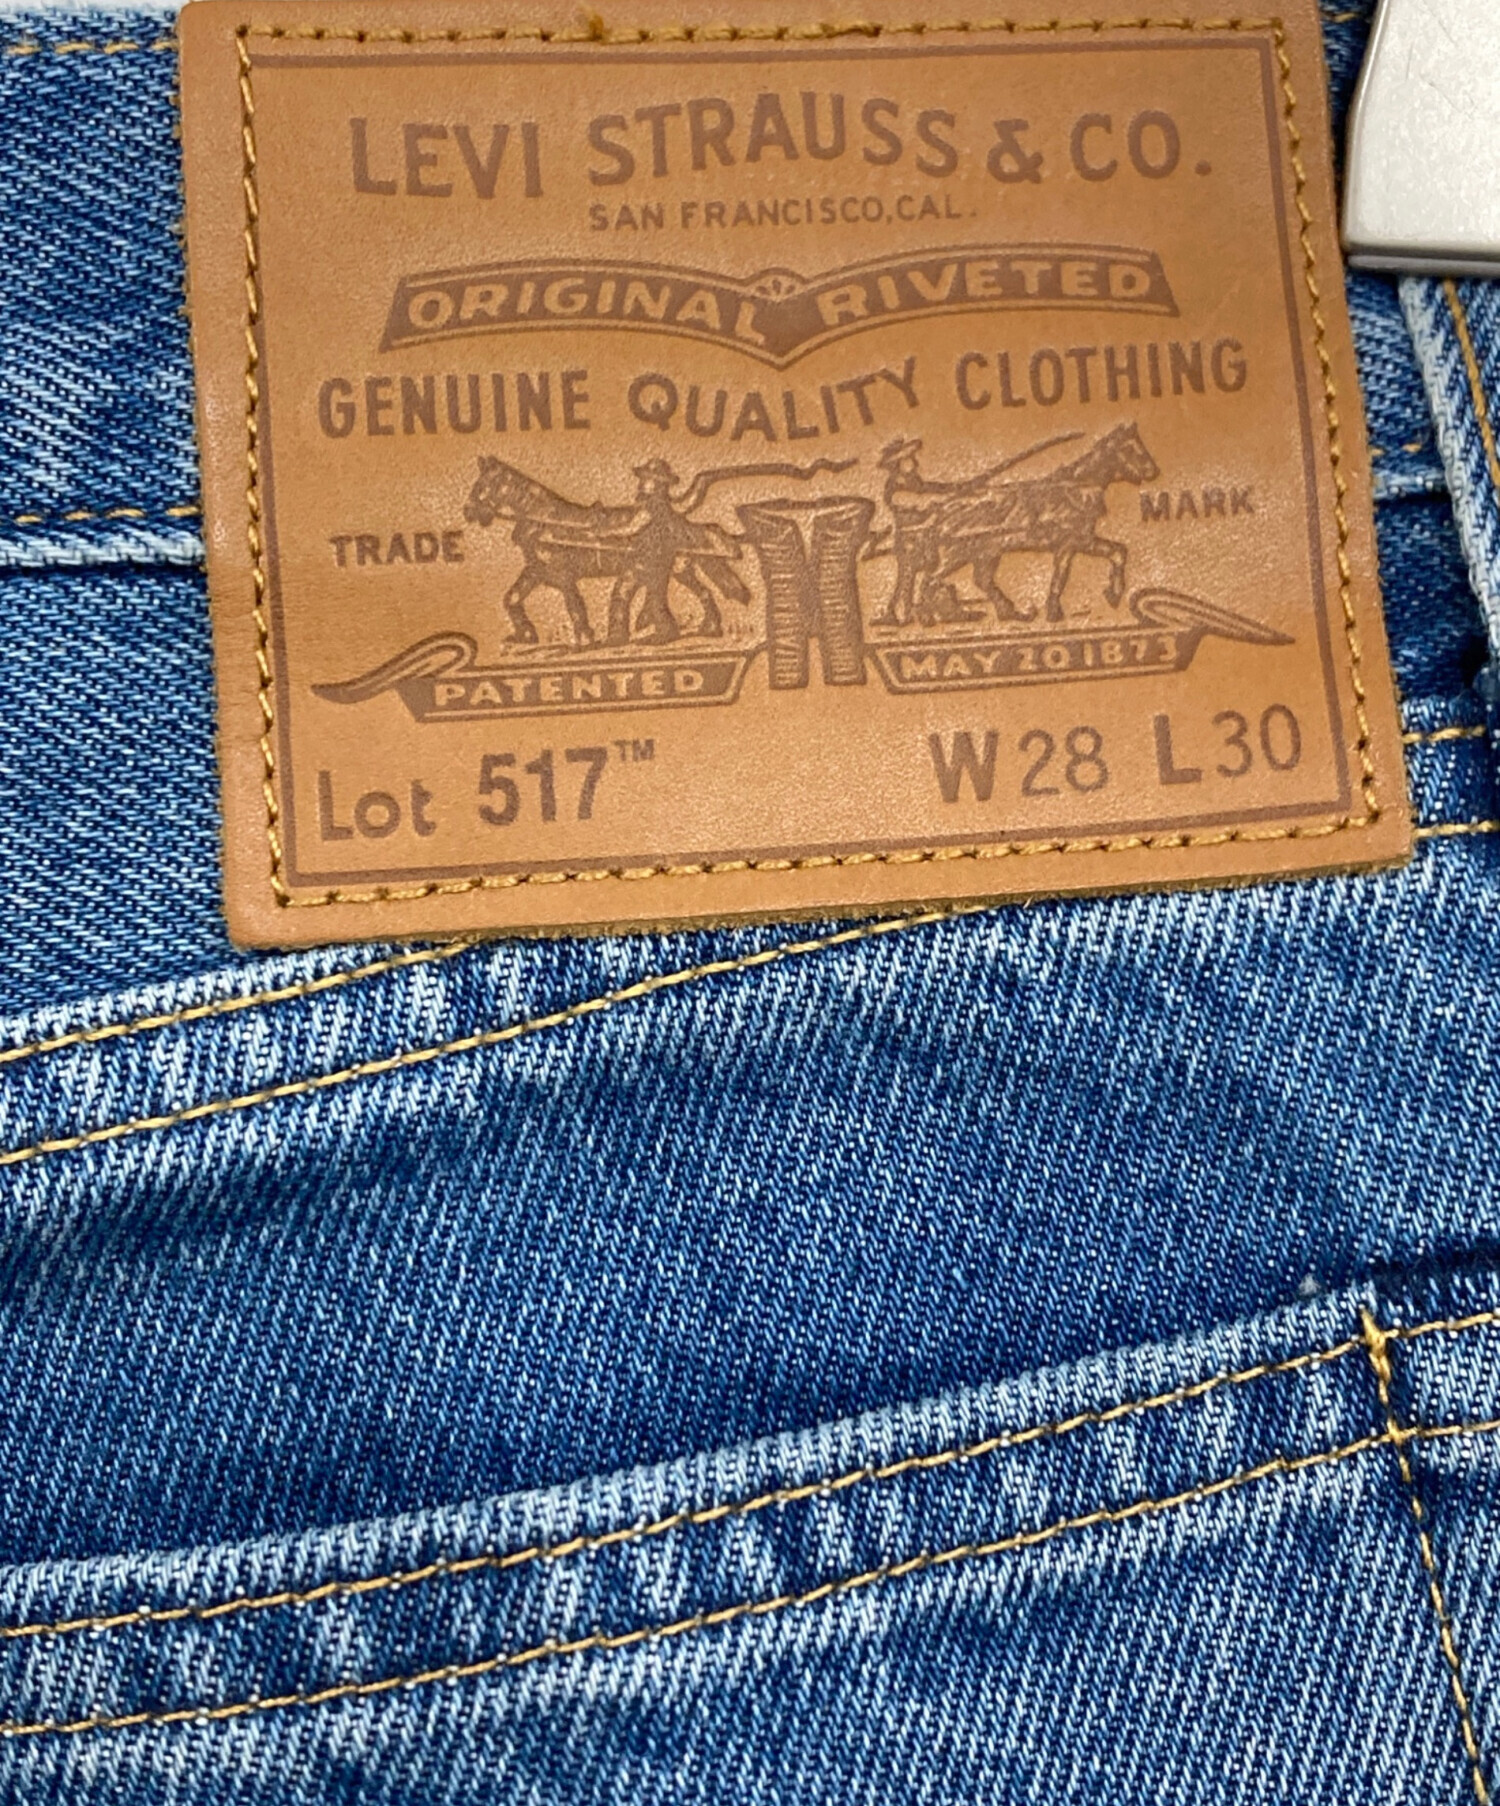 LEVI STRAUSS & CO.
SAN FRANCISCO, CAL.
ORIGINAL RIVETED
GENUINE QUALITY CLOTHING
TRADE MARK
PATENTED MAY 20 1873
Lot 517™ W28 L30